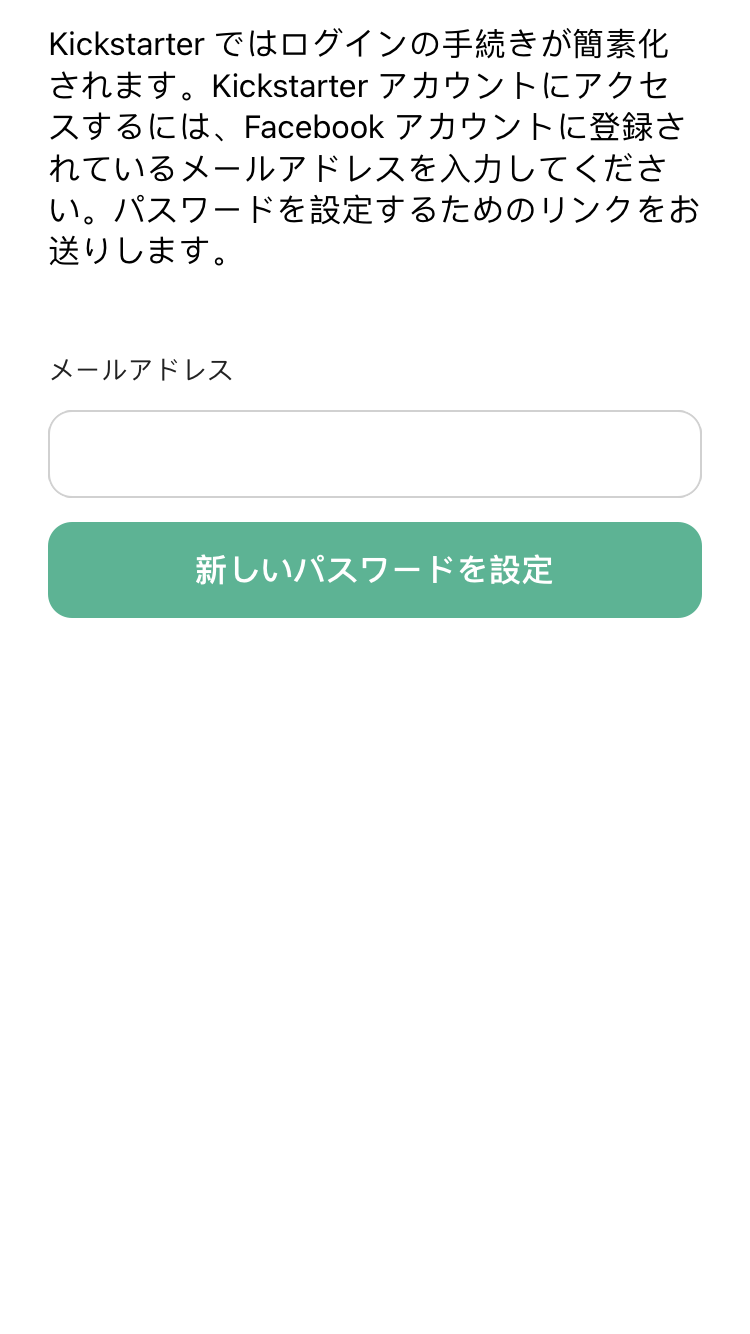 Kickstarter ではログインの手続きが簡素化
されます。Kickstarter アカウントにアクセ
スするには、Facebook アカウントに登録さ
れているメールアドレスを入力してくださ
い。パスワードを設定するためのリンクをお
送りします。
メールアドレス
新しいパスワードを設定